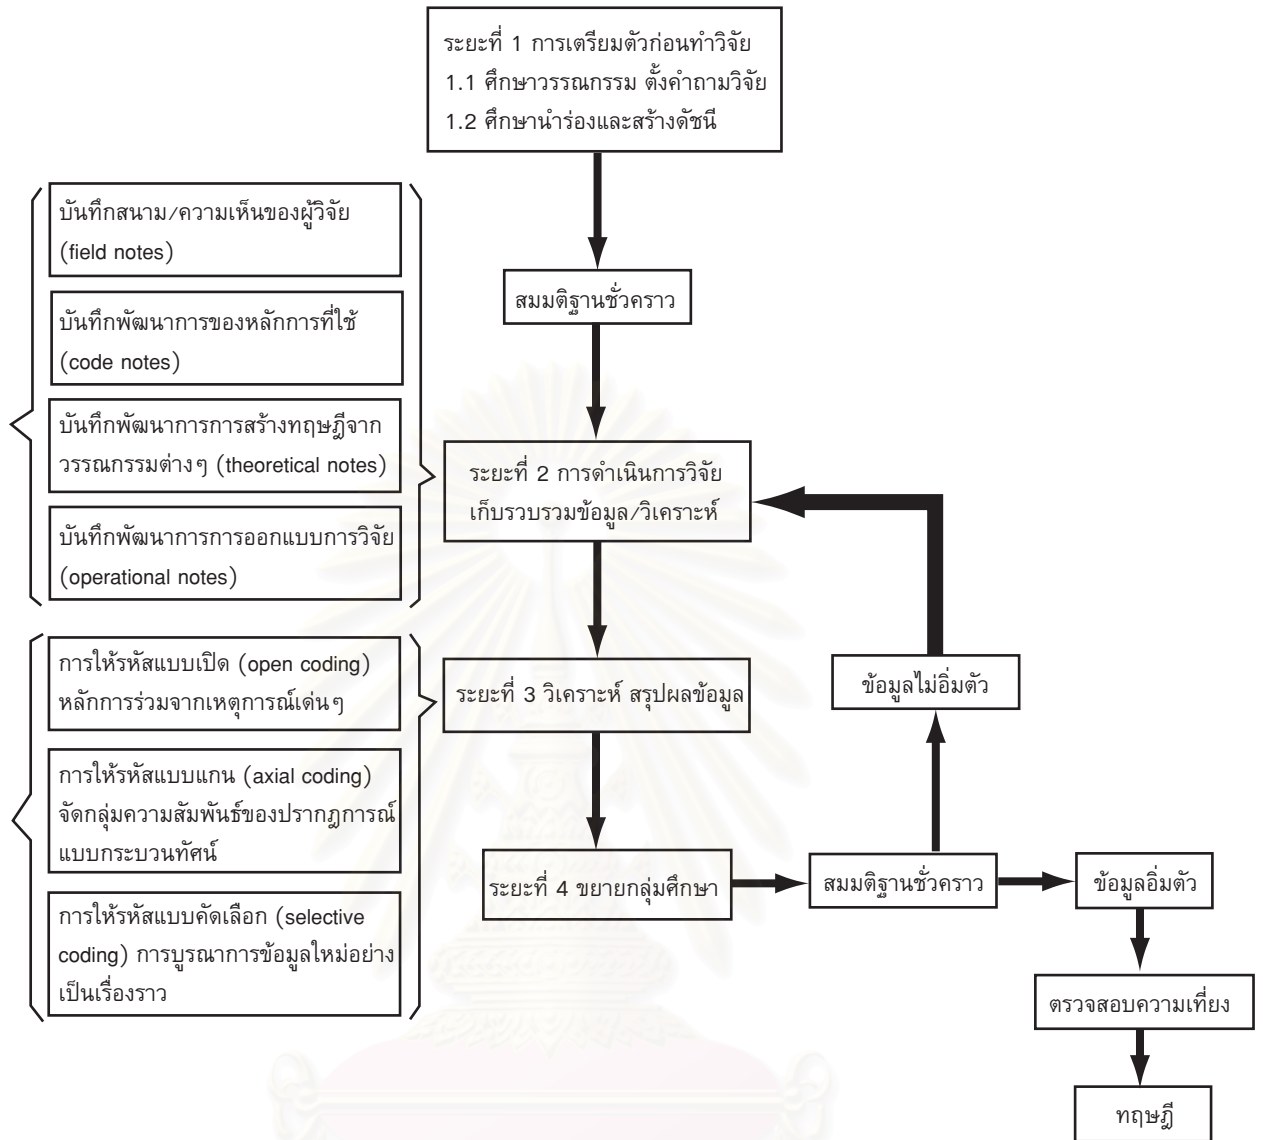 ระยะที่ 1 การเตรียมตัวก่อนทำวิจัย
1.1 ศึกษาวรรณกรรม ตั้งคำถามวิจัย
1.2 ศึกษานำร่องและสร้างดัชนี
สมมติฐานชั่วคราว
บันทึกสนาม/ความเห็นของผู้วิจัย
(field notes)
บันทึกพัฒนาการของหลักการที่ใช้
(code notes)
บันทึกพัฒนาการการสร้างทฤษฎีจาก
วรรณกรรมต่างๆ (theoretical notes)
บันทึกพัฒนาการการออกแบบการวิจัย
(operational notes)
ระยะที่ 2 การดำเนินการวิจัย
เก็บรวบรวมข้อมูล/วิเคราะห์
การให้รหัสแบบเปิด (open coding)
หลักการร่วมจากเหตุการณ์เด่นๆ
การให้รหัสแบบแกน (axial coding)
จัดกลุ่มความสัมพันธ์ของปรากฎการณ์
แบบกระบวนทัศน์
การให้รหัสแบบคัดเลือก (selective
coding) การบูรณาการข้อมูลใหม่อย่าง
เป็นเรื่องราว
ระยะที่ 3 วิเคราะห์ สรุปผลข้อมูล
ข้อมูลไม่อิ่มตัว
ระยะที่ 4 ขยายกลุ่มศึกษา
สมมติฐานชั่วคราว
ข้อมูลอิ่มตัว
ตรวจสอบความเที่ยง
ทฤษฎี